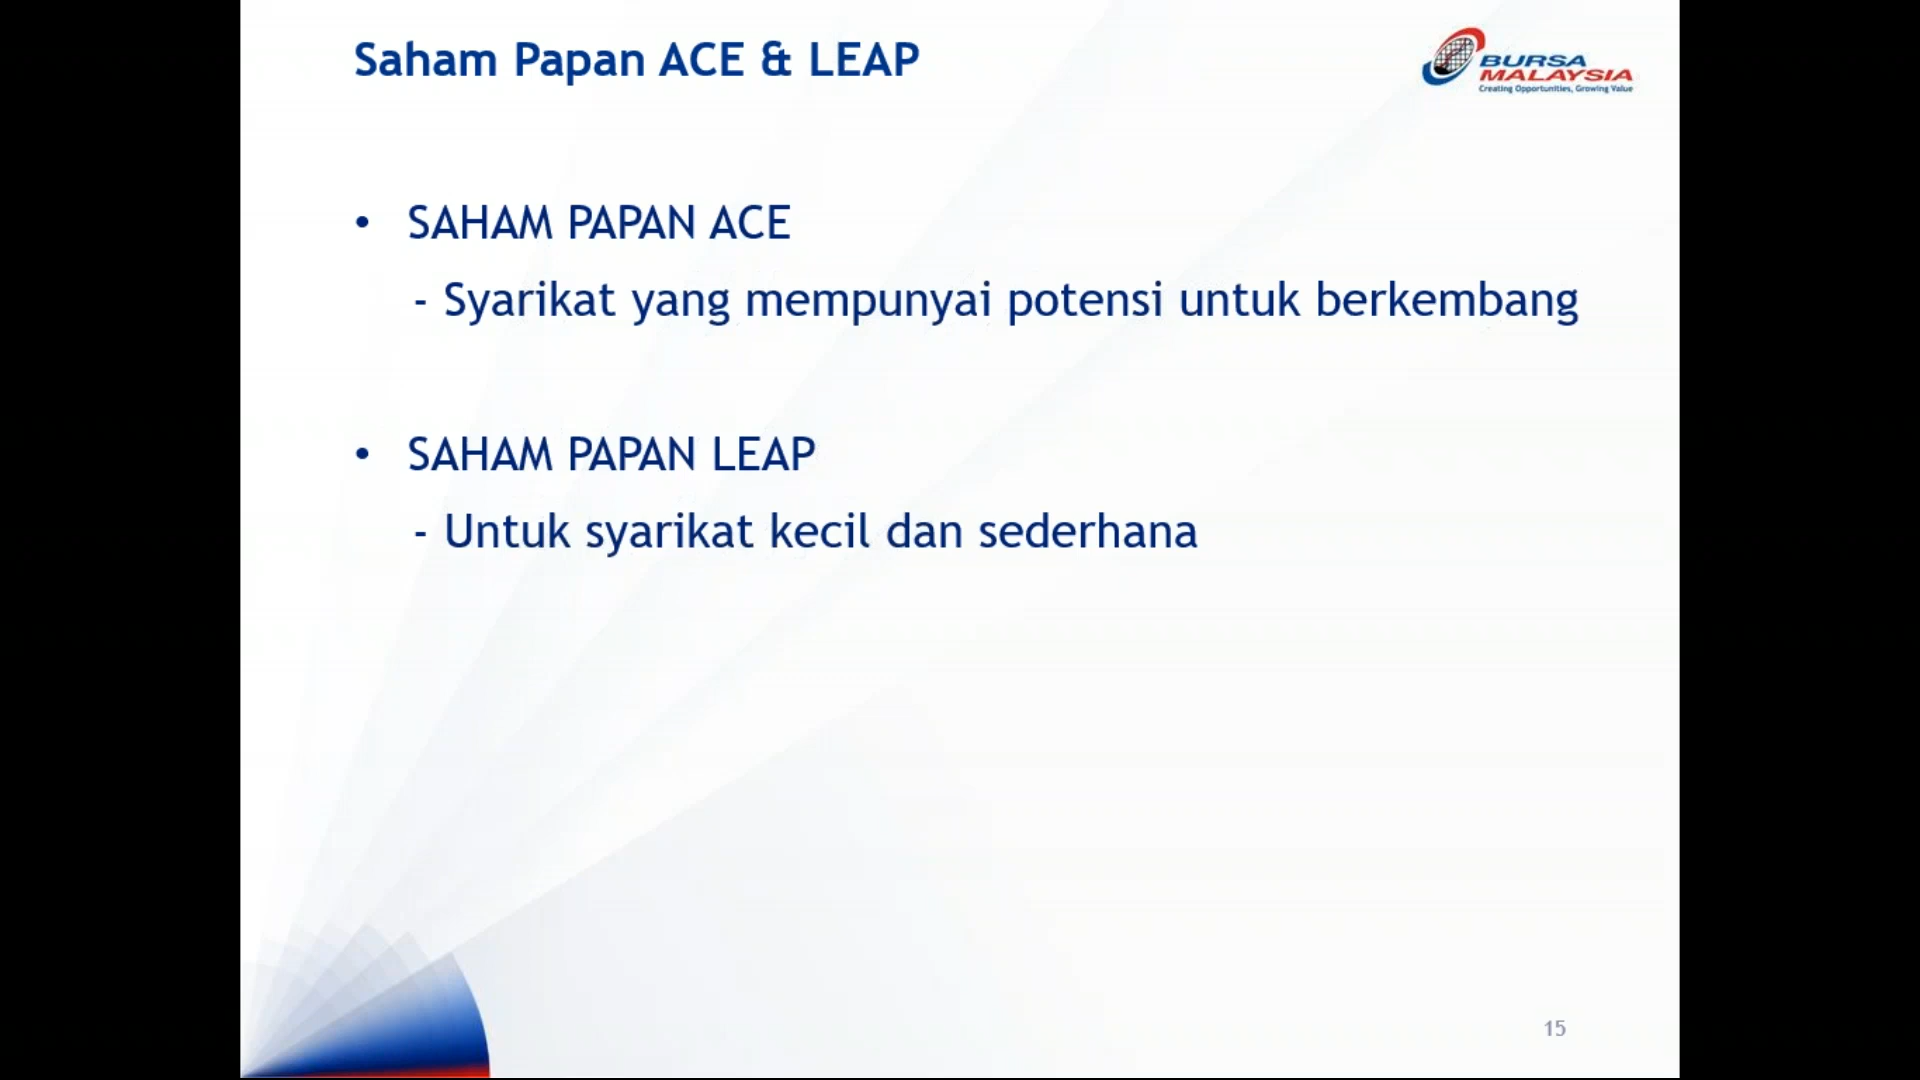 Saham Papan ACE & LEAP
BURSA
MALAYSIA
Creating Opportunities, Growing Value
• SAHAM PAPAN ACE
- Syarikat yang mempunyai potensi untuk berkembang
• SAHAM PAPAN LEAP
- Untuk syarikat kecil dan sederhana
15